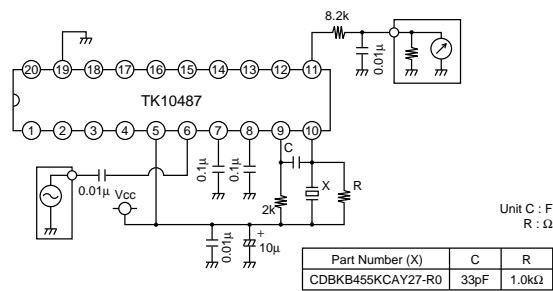 8.2k
0.01μ
20 19 18 17 16 15 14 13 12 11
TK10487
1 2 3 4 5 6 7 8 9 10
0.01μ
Vcc
0.1μ
0.1μ
C
X
R
2k
0.01μ
+
10μ
Unit C : F
R : Ω
Part Number (X) C R
CDBKB455KCAY27-R0 33pF 1.0kΩ